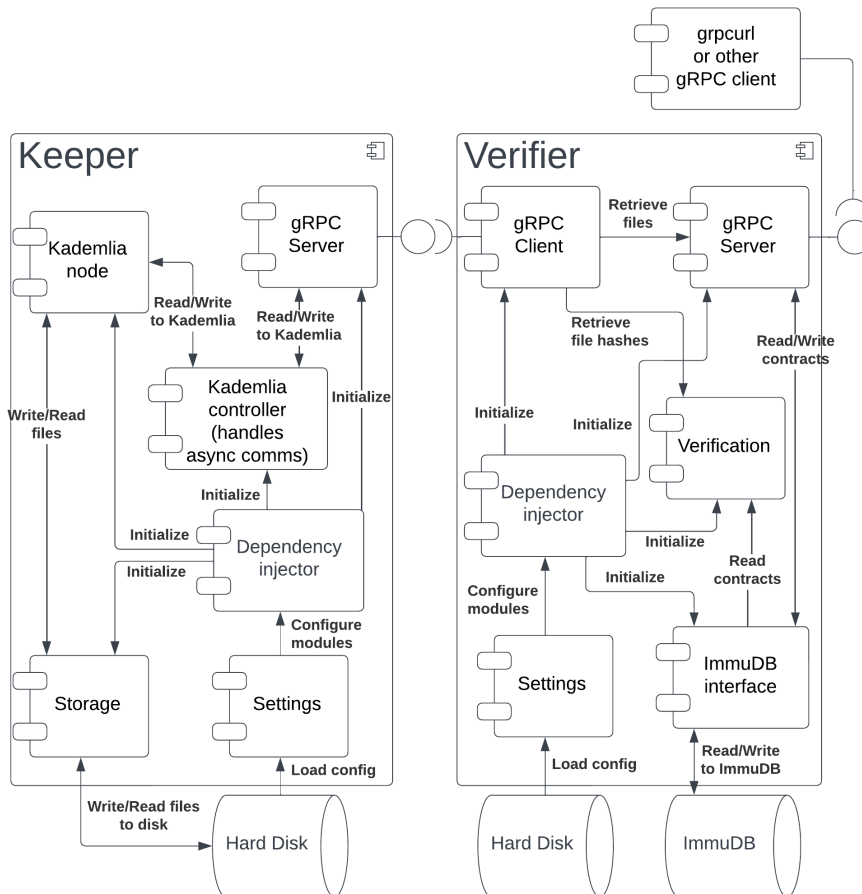 grpcurl
or other
gRPC client
Keeper
Verifier
Kademlia
node
gRPC
Server
gRPC
Client
Retrieve
files
gRPC
Server
Read/Write
to Kademlia
Read/Write
to Kademlia
Retrieve
file hashes
Read/Write
contracts
Kademlia
controller
(handles
async comms)
Initialize
Write/Read
files
Initialize
Initialize
Verification
Initialize
Dependency
injector
Initialize
Initialize
Dependency
injector
Initialize
Initialize
Read
contracts
Configure
modules
Configure
modules
Storage
Settings
Settings
ImmuDB
interface
Load config
Load config
Read/Write
to ImmuDB
Write/Read files
to disk
Hard Disk
Hard Disk
ImmuDB